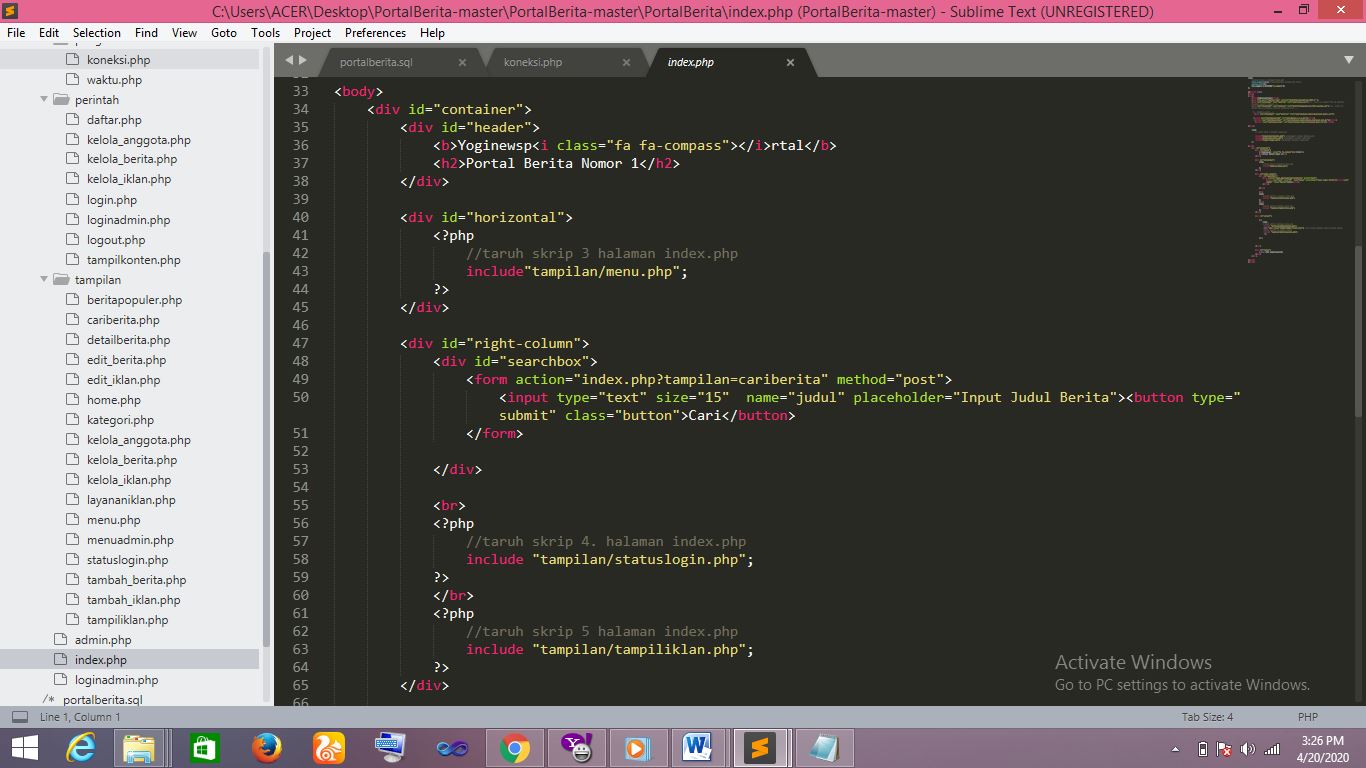 C:\Users\ACER\Desktop\PortalBerita-master\PortalBerita-master\PortalBerita\index.php (PortalBerita-master) - Sublime Text (UNREGISTERED)
File Edit Selection Find View Goto Tools Project Preferences Help
koneksi.php
waktu.php
perintah
daftar.php
kelola_anggota.php
kelola_berita.php
kelola_iklan.php
login.php
loginadmin.php
logout.php
tampilkonten.php
tampilan
beritapopuler.php
cariberita.php
detailberita.php
edit_berita.php
edit_iklan.php
home.php
kategori.php
kelola_anggota.php
kelola_berita.php
kelola_iklan.php
layananiklan.php
menu.php
menuadmin.php
statuslogin.php
tambah_berita.php
tambah_iklan.php
tampiliklan.php
admin.php
index.php
loginadmin.php
/* portalberita.sql
portalberita.sql × koneksi.php × index.php ×
33 <body>
34 <div id="container">
35 <div id="header">
36 <b>Yoginewsp<i class="fa fa-compass"></i>rtal</b>
37 <h2>Portal Berita Nomor 1</h2>
38 </div>
39
40 <div id="horizontal">
41 <?php
42 //taruh skrip 3 halaman index.php
43 include"tampilan/menu.php";
44 ?>
45 </div>
46
47 <div id="right-column">
48 <div id="searchbox">
49 <form action="index.php?tampilan=cariberita" method="post">
50 <input type="text" size="15"  name="judul" placeholder="Input Judul Berita"><button type="
submit" class="button">Cari</button>
51 </form>
52
53 </div>
54
55 <br>
56 <?php
57 //taruh skrip 4. halaman index.php
58 include "tampilan/statuslogin.php";
59 ?>
60 </br>
61 <?php
62 //taruh skrip 5 halaman index.php
63 include "tampilan/tampiliklan.php";
64 ?>
65 </div>
66
Activate Windows
Go to PC settings to activate Windows.
Line 1, Column 1 Tab Size: 4 PHP
3:26 PM
4/20/2020